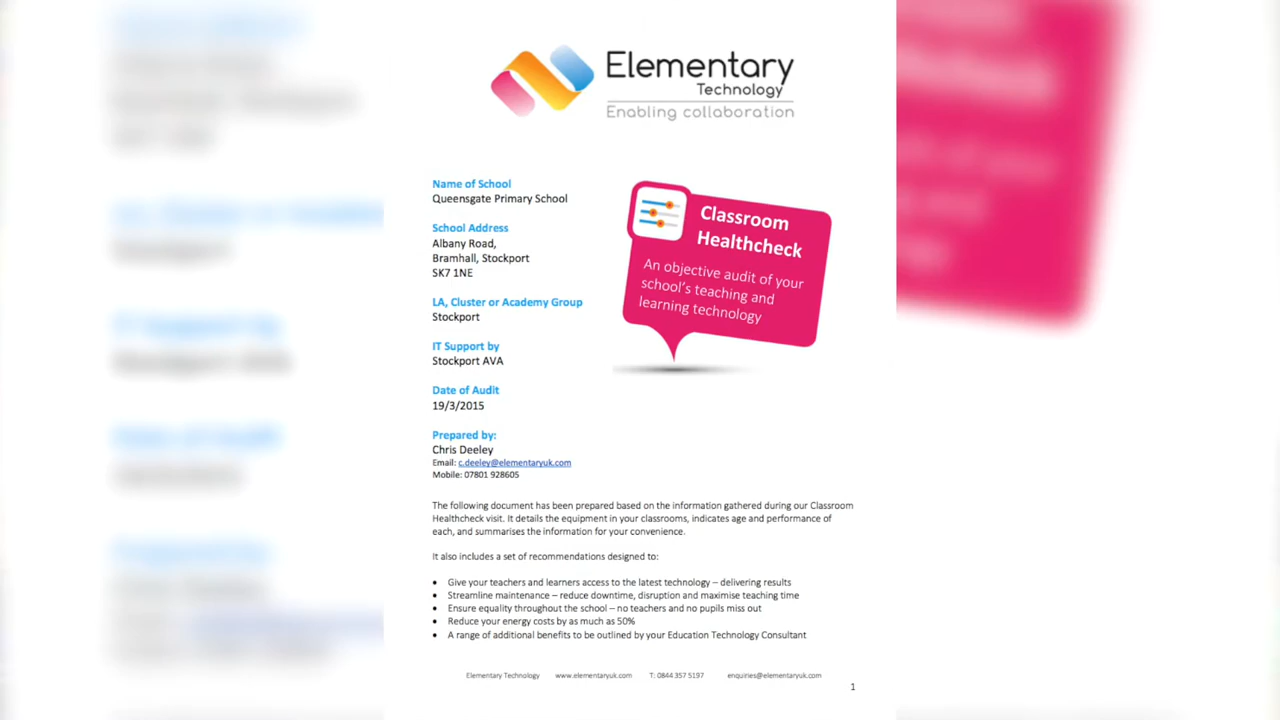 Elementary
Technology
Enabling collaboration
Name of School
Queensgate Primary School
School Address
Albany Road,
Bramhall, Stockport
SK7 1NE
LA, Cluster or Academy Group
Stockport
IT Support by
Stockport AVA
Date of Audit
19/3/2015
Prepared by:
Chris Deeley
Email: c.deeley@elementaryuk.com
Mobile: 07801 928605
Classroom
Healthcheck
An objective audit of your
school's teaching and
learning technology
The following document has been prepared based on the information gathered during our Classroom
Healthcheck visit. It details the equipment in your classrooms, indicates age and performance of
each, and summarises the information for your convenience.
It also includes a set of recommendations designed to:
• Give your teachers and learners access to the latest technology – delivering results
• Streamline maintenance – reduce downtime, disruption and maximise teaching time
• Ensure equality throughout the school – no teachers and no pupils miss out
• Reduce your energy costs by as much as 50%
• A range of additional benefits to be outlined by your Education Technology Consultant
Elementary Technology www.elementaryuk.com T: 0844 357 5197 enquiries@elementaryuk.com
1